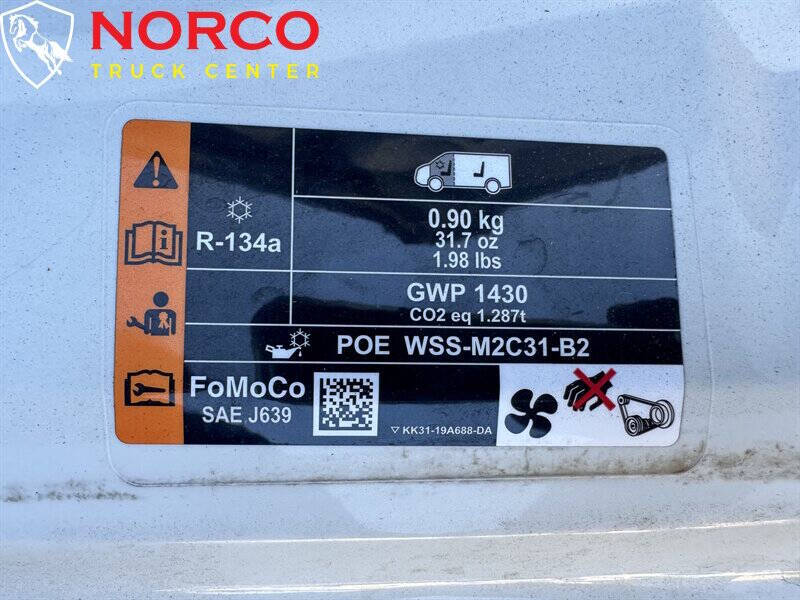 NORCO
TRUCK CENTER
R-134a
0.90 kg
31.7 oz
1.98 lbs
GWP 1430
CO2 eq 1.287t
POE WSS-M2C31-B2
FoMoCo
SAE J639
KK31-19A688-DA